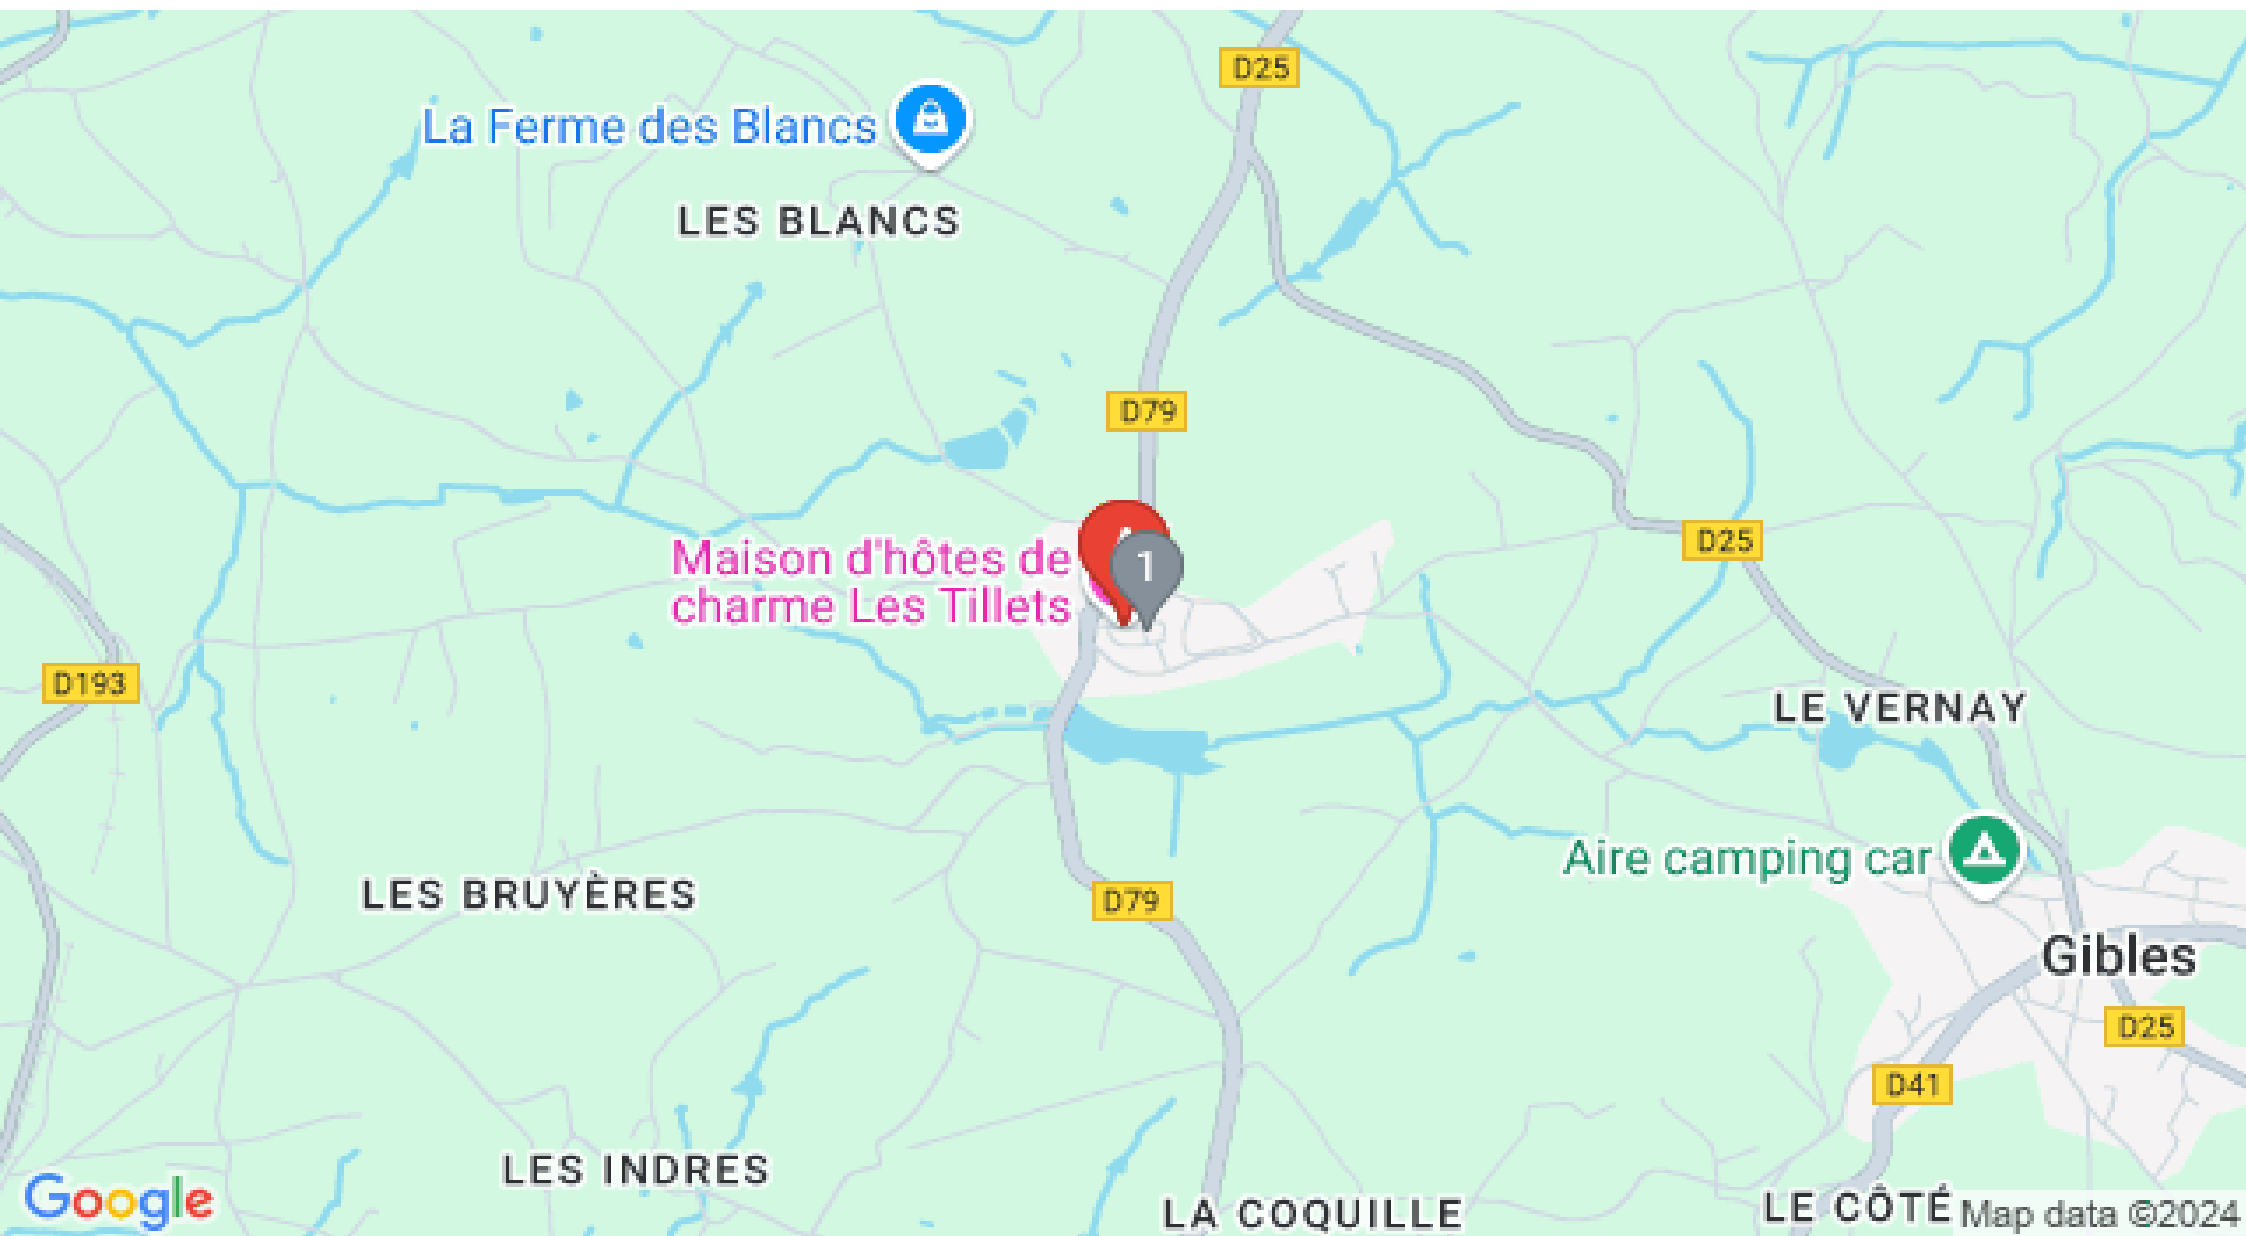 D25
La Ferme des Blancs
LES BLANCS
D79
D25
Maison d'hôtes de
charme Les Tillets
1
D193
LE VERNAY
Aire camping car
LES BRUYÈRES
D79
Gibles
D25
D41
LES INDRES
Google
LA COQUILLE
LE CÔTÉ
Map data ©2024